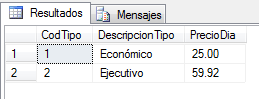 Resultados Mensajes
CodTipo DescripcionTipo PrecioDia
1 1 Económico 25.00
2 2 Ejecutivo 59.92